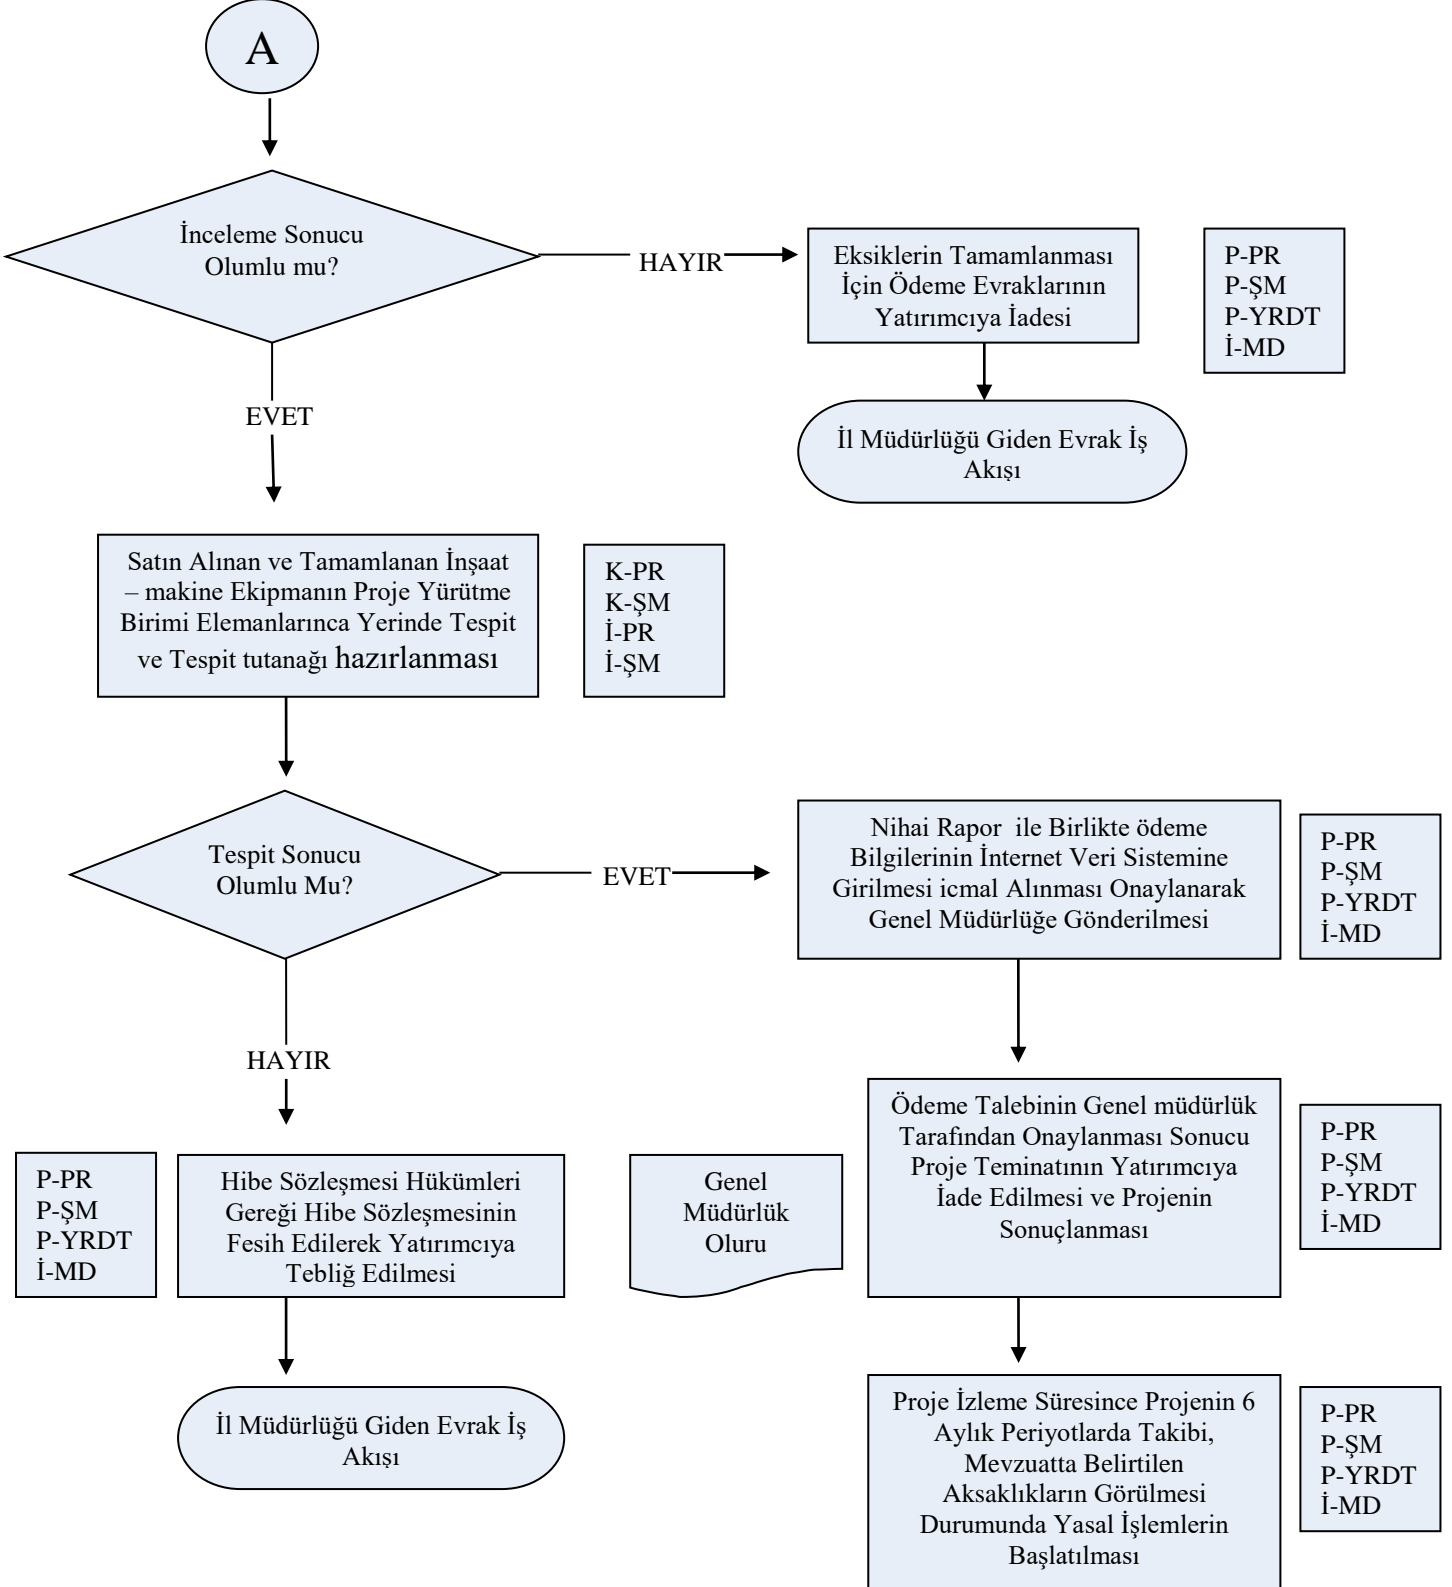 A
İnceleme Sonucu
Olumlu mu?
HAYIR
Eksiklerin Tamamlanması
İçin Ödeme Evraklarının
Yatırımcıya İadesi
P-PR
P-ŞM
P-YRDT
İ-MD
EVET
İl Müdürlüğü Giden Evrak İş
Akışı
Satın Alınan ve Tamamlanan İnşaat
– makine Ekipmanın Proje Yürütme
Birimi Elemanlarınca Yerinde Tespit
ve Tespit tutanağı hazırlanması
K-PR
K-ŞM
İ-PR
İ-ŞM
Tespit Sonucu
Olumlu Mu?
EVET
Nihai Rapor  ile Birlikte ödeme
Bilgilerinin İnternet Veri Sistemine
Girilmesi icmal Alınması Onaylanarak
Genel Müdürlüğe Gönderilmesi
P-PR
P-ŞM
P-YRDT
İ-MD
HAYIR
Ödeme Talebinin Genel müdürlük
Tarafından Onaylanması Sonucu
Proje Teminatının Yatırımcıya
İade Edilmesi ve Projenin
Sonuçlanması
P-PR
P-ŞM
P-YRDT
İ-MD
P-PR
P-ŞM
P-YRDT
İ-MD
Hibe Sözleşmesi Hükümleri
Gereği Hibe Sözleşmesinin
Fesih Edilerek Yatırımcıya
Tebliğ Edilmesi
Genel
Müdürlük
Oluru
İl Müdürlüğü Giden Evrak İş
Akışı
Proje İzleme Süresince Projenin 6
Aylık Periyotlarda Takibi,
Mevzuatta Belirtilen
Aksaklıkların Görülmesi
Durumunda Yasal İşlemlerin
Başlatılması
P-PR
P-ŞM
P-YRDT
İ-MD